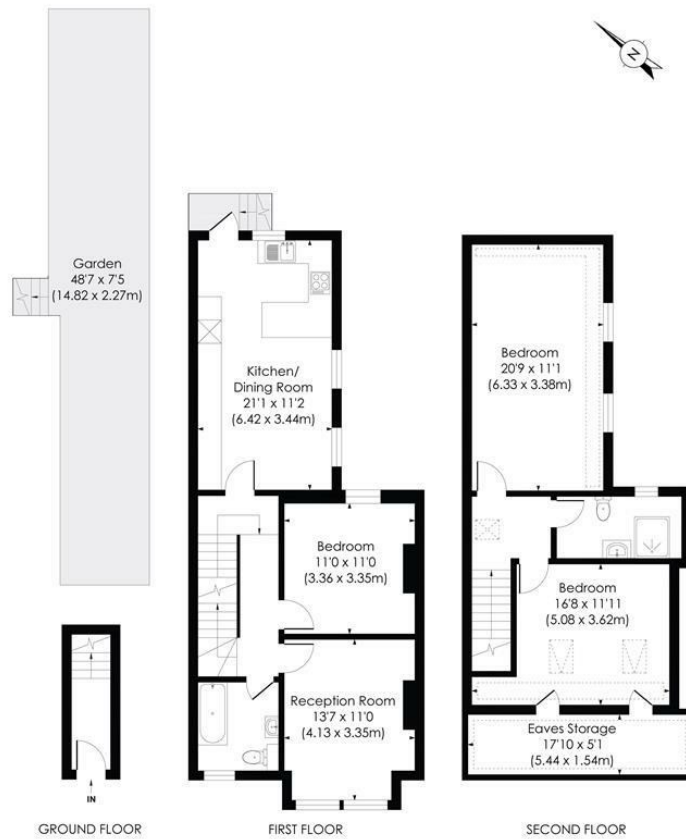 N
Garden
48'7 x 7'5
(14.82 x 2.27m)
Kitchen/
Dining Room
21'1 x 11'2
(6.42 x 3.44m)
Bedroom
11'0 x 11'0
(3.36 x 3.35m)
Reception Room
13'7 x 11'0
(4.13 x 3.35m)
Bedroom
20'9 x 11'1
(6.33 x 3.38m)
Bedroom
16'8 x 11'11
(5.08 x 3.62m)
Eaves Storage
17'10 x 5'1
(5.44 x 1.54m)
IN
GROUND FLOOR
FIRST FLOOR
SECOND FLOOR